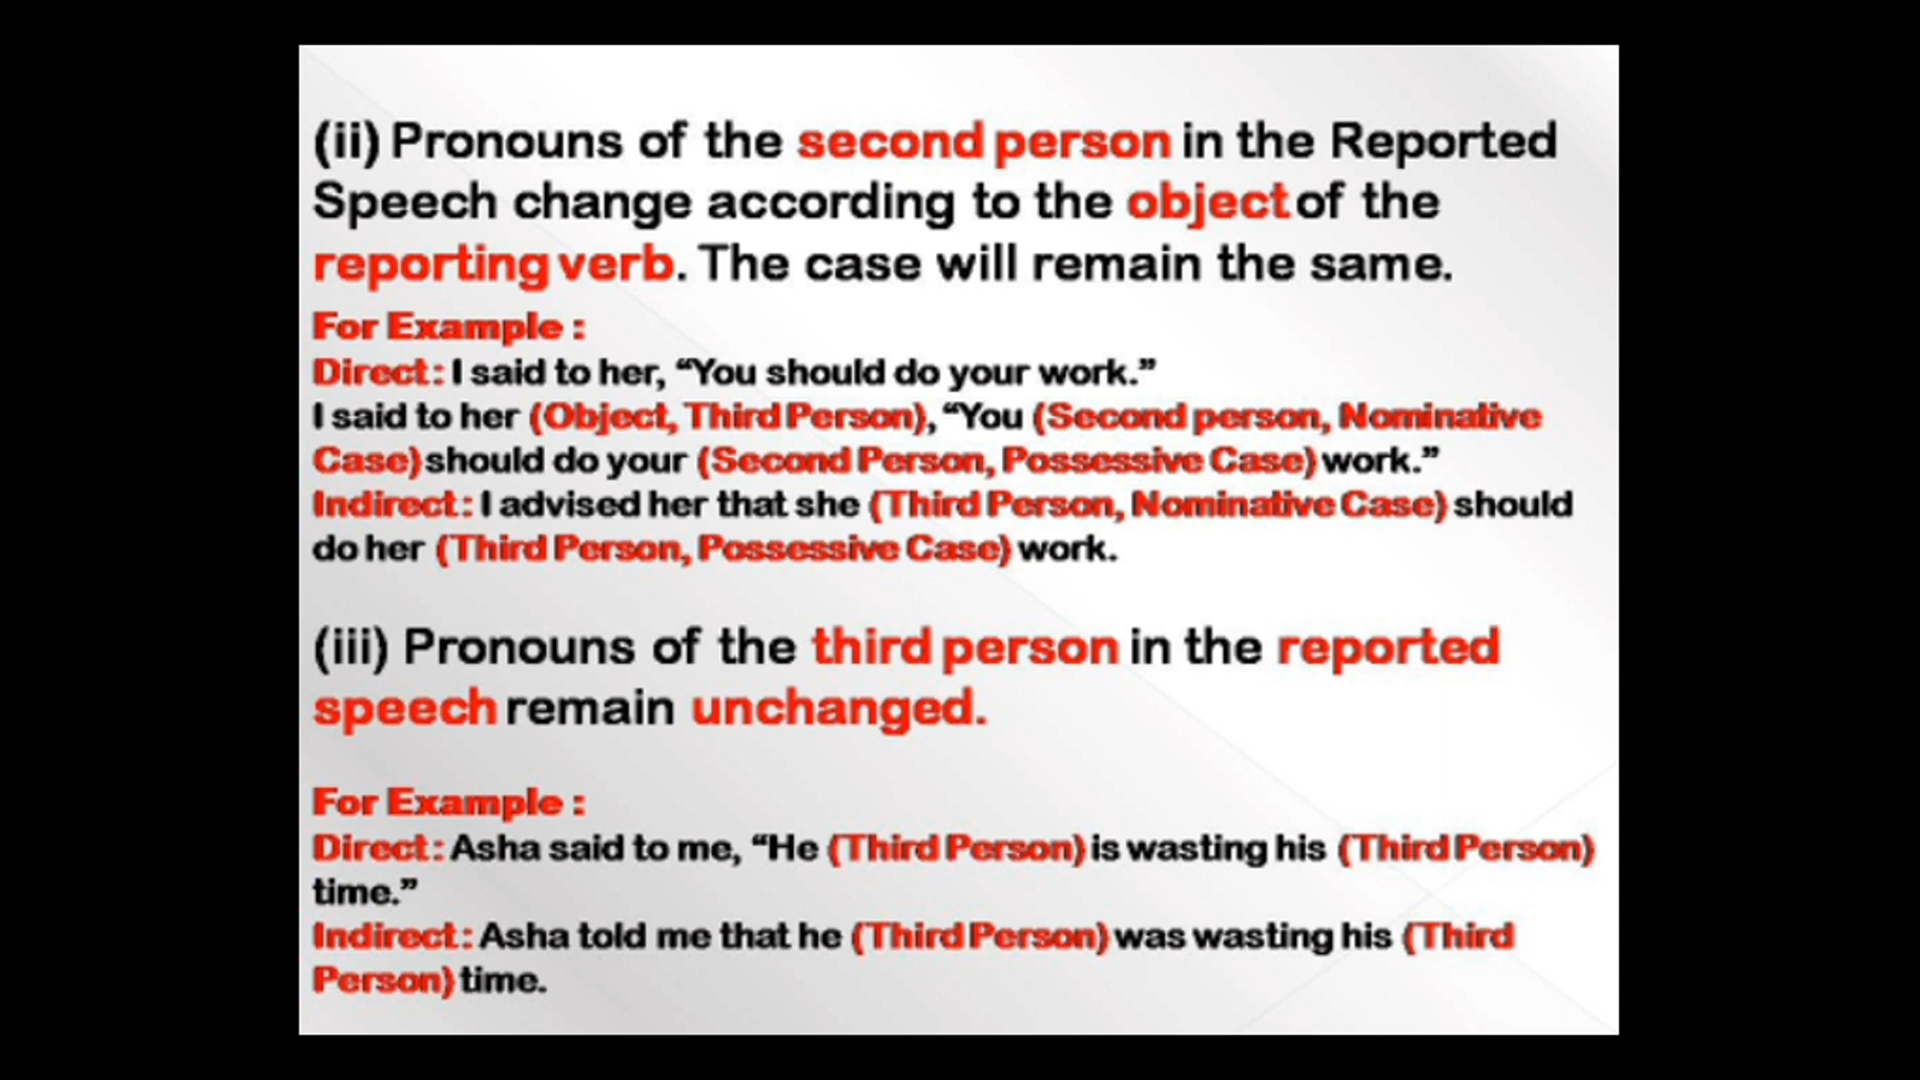 (ii) Pronouns of the second person in the Reported
Speech change according to the object of the
reporting verb. The case will remain the same.
For Example :
Direct: I said to her, “You should do your work.”
I said to her (Object, Third Person), “You (Second person, Nominative
Case) should do your (Second Person, Possessive Case) work.”
Indirect: I advised her that she (Third Person, Nominative Case) should
do her (Third Person, Possessive Case) work.
(iii) Pronouns of the third person in the reported
speech remain unchanged.
For Example :
Direct: Asha said to me, “He (Third Person) is wasting his (Third Person)
time.”
Indirect: Asha told me that he (Third Person) was wasting his (Third
Person) time.